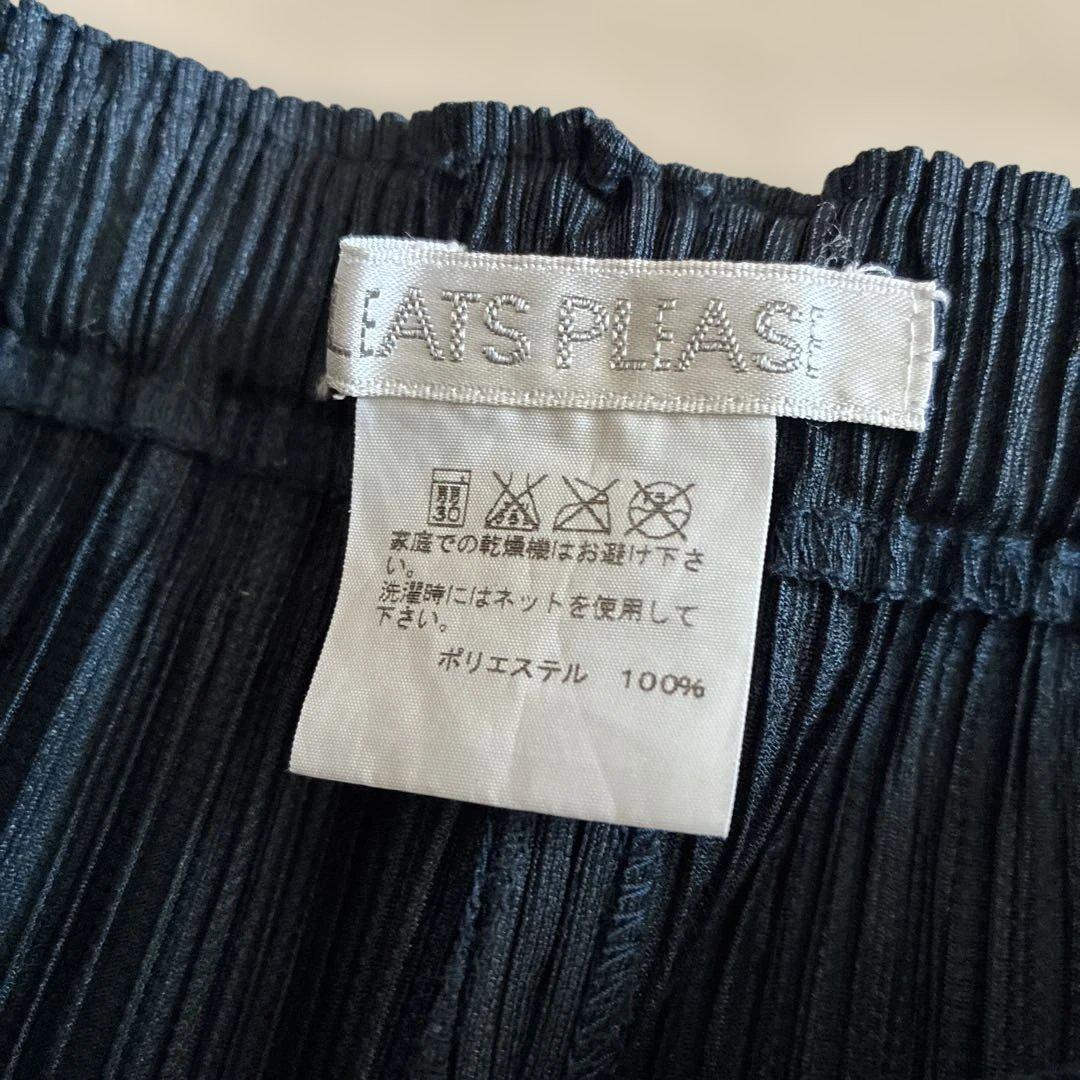 LEATS PLEASE
30
家庭での乾燥機はお避け下さ
い。
洗濯時にはネットを使用して
下さい。
ポリエステル 100%